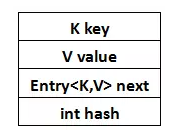 K key
V value
Entry<K,V> next
int hash